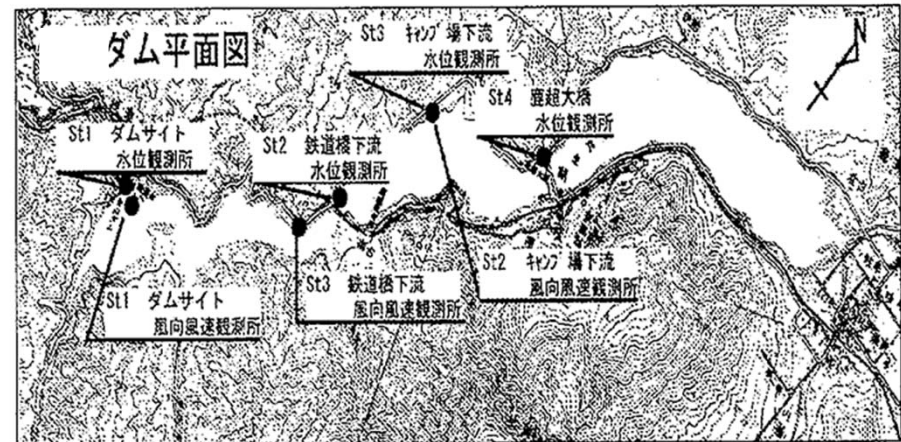 ダム平面図
N
St3 ｷｬﾝﾌﾟ場下流
水位観測所
St4 鹿超大橋
水位観測所
St1 ダムサイト
水位観測所
St2 鉄道橋下流
水位観測所
St1 ダムサイト
風向風速観測所
St3 鉄道橋下流
風向風速観測所
St2 ｷｬﾝﾌﾟ場下流
風向風速観測所